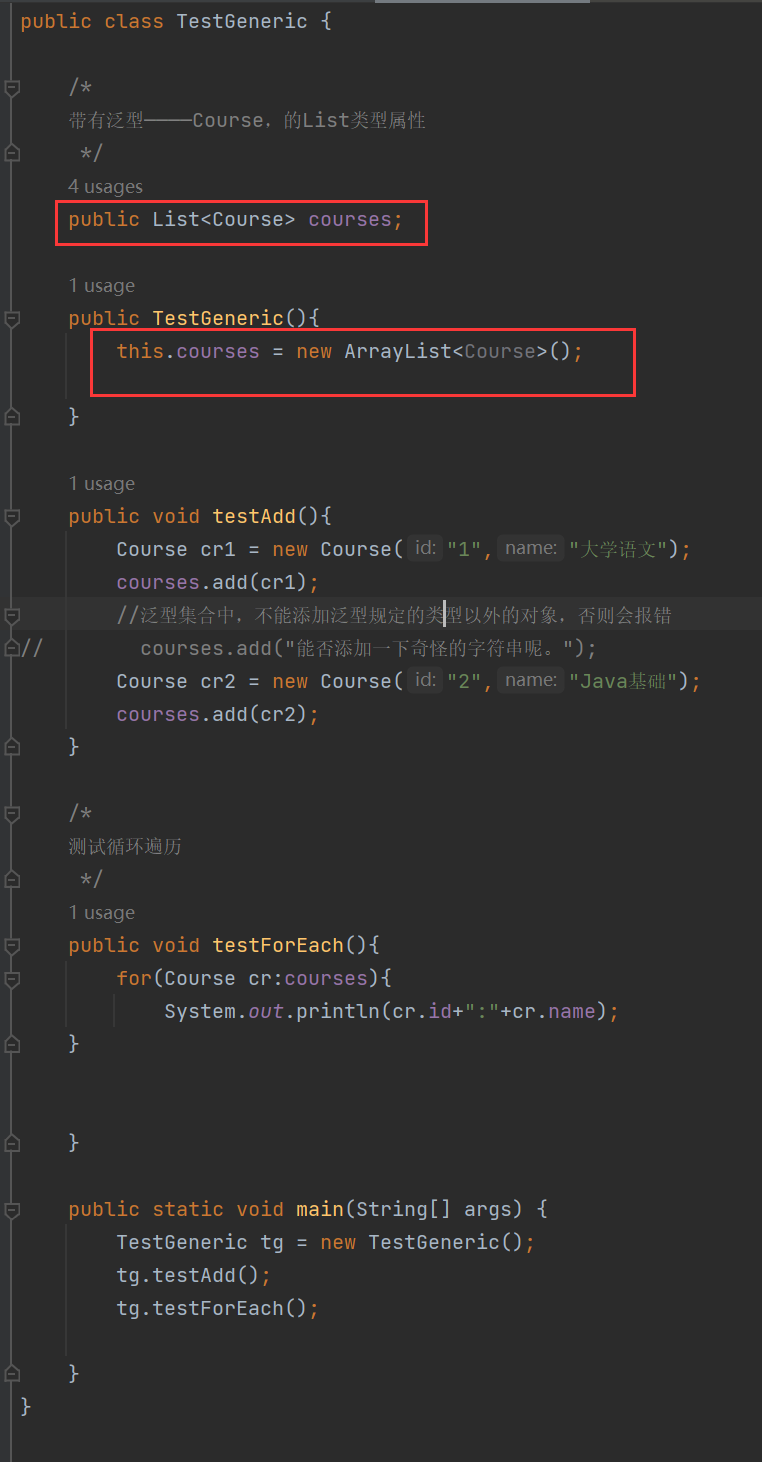 public class TestGeneric {
/*
带有泛型————Course，的List类型属性
*/
4 usages
public List<Course> courses;
1 usage
public TestGeneric(){
this.courses = new ArrayList<Course>();
}
1 usage
public void testAdd(){
Course cr1 = new Course( id: "1", name: "大学语文");
courses.add(cr1);
//泛型集合中，不能添加泛型规定的类型以外的对象，否则会报错
// courses.add("能否添加一下奇怪的字符串呢。");
Course cr2 = new Course( id: "2", name: "Java基础");
courses.add(cr2);
}
/*
测试循环遍历
*/
1 usage
public void testForEach(){
for(Course cr:courses){
System.out.println(cr.id+":"+cr.name);
}
}
public static void main(String[] args) {
TestGeneric tg = new TestGeneric();
tg.testAdd();
tg.testForEach();
}
}